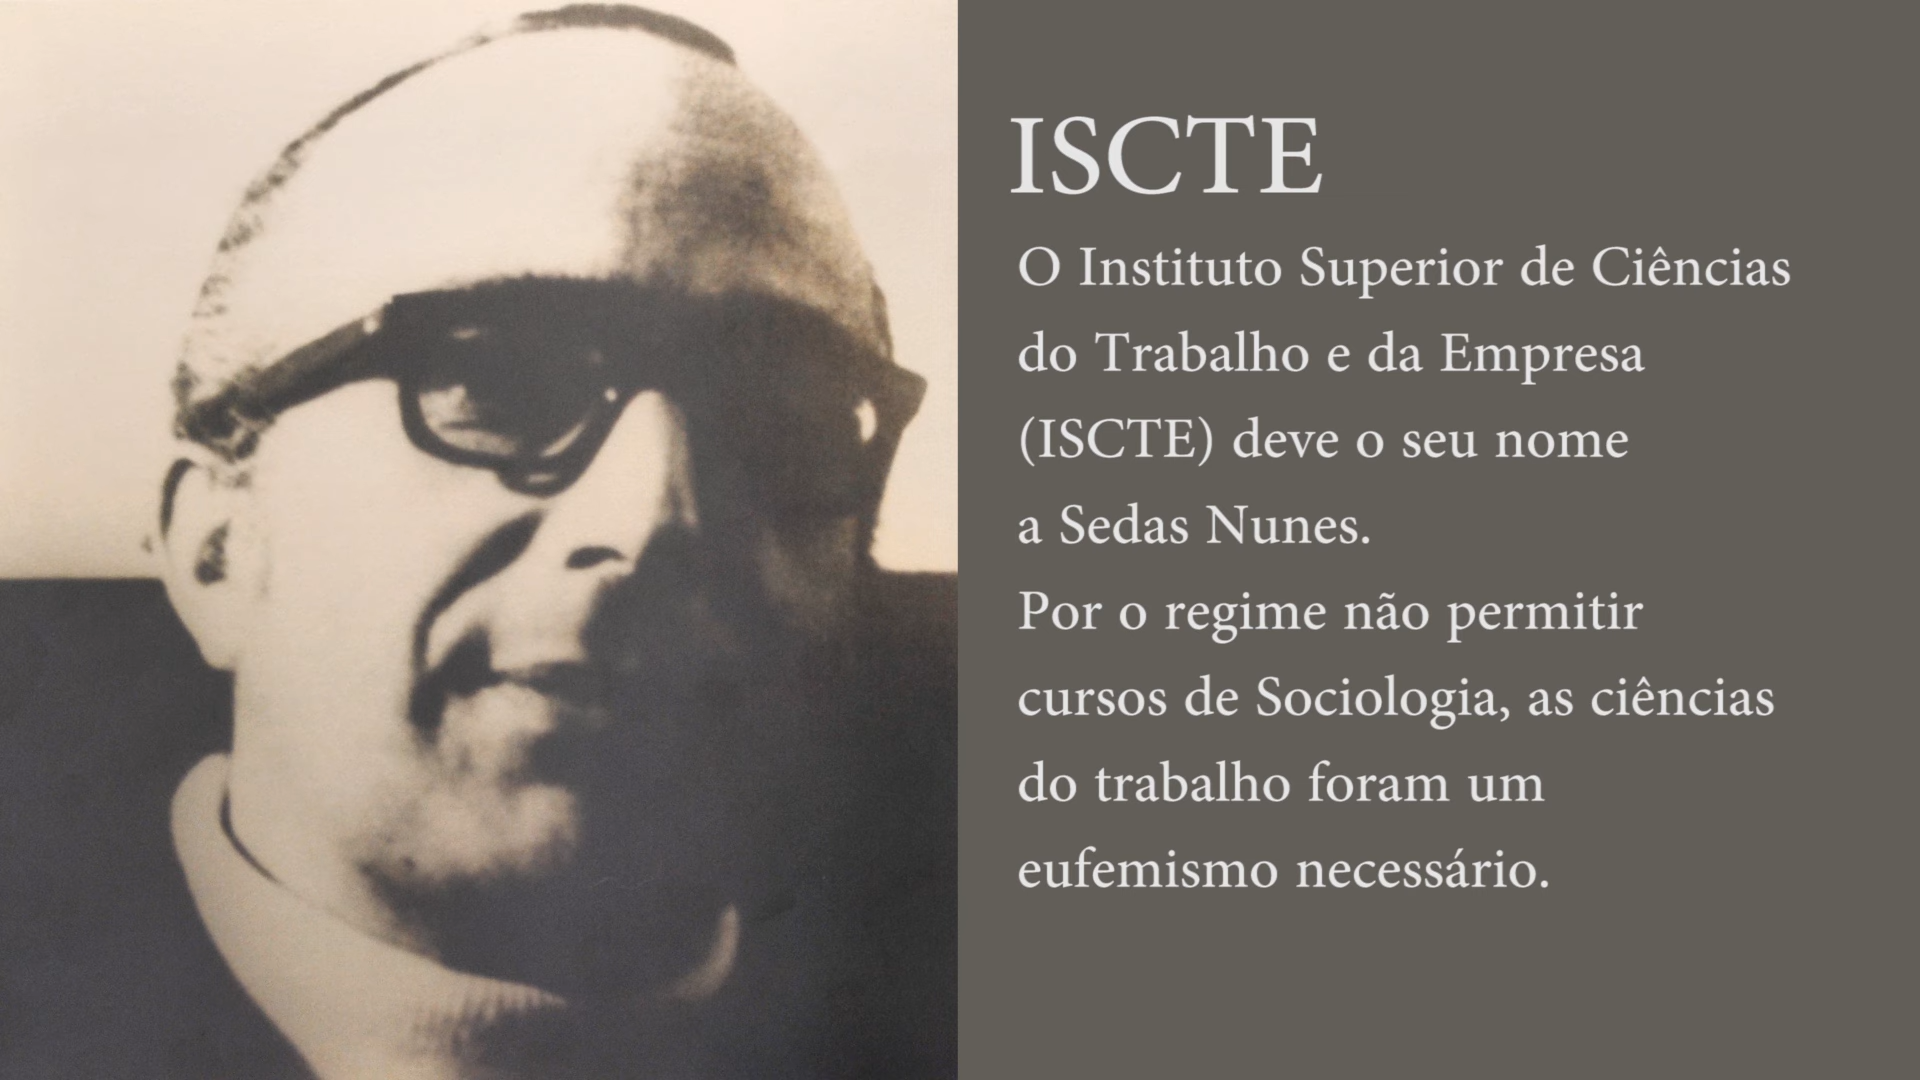 ISCTE
O Instituto Superior de Ciências
do Trabalho e da Empresa
(ISCTE) deve o seu nome
a Sedas Nunes.
Por o regime não permitir
cursos de Sociologia, as ciências
do trabalho foram um
eufemismo necessário.